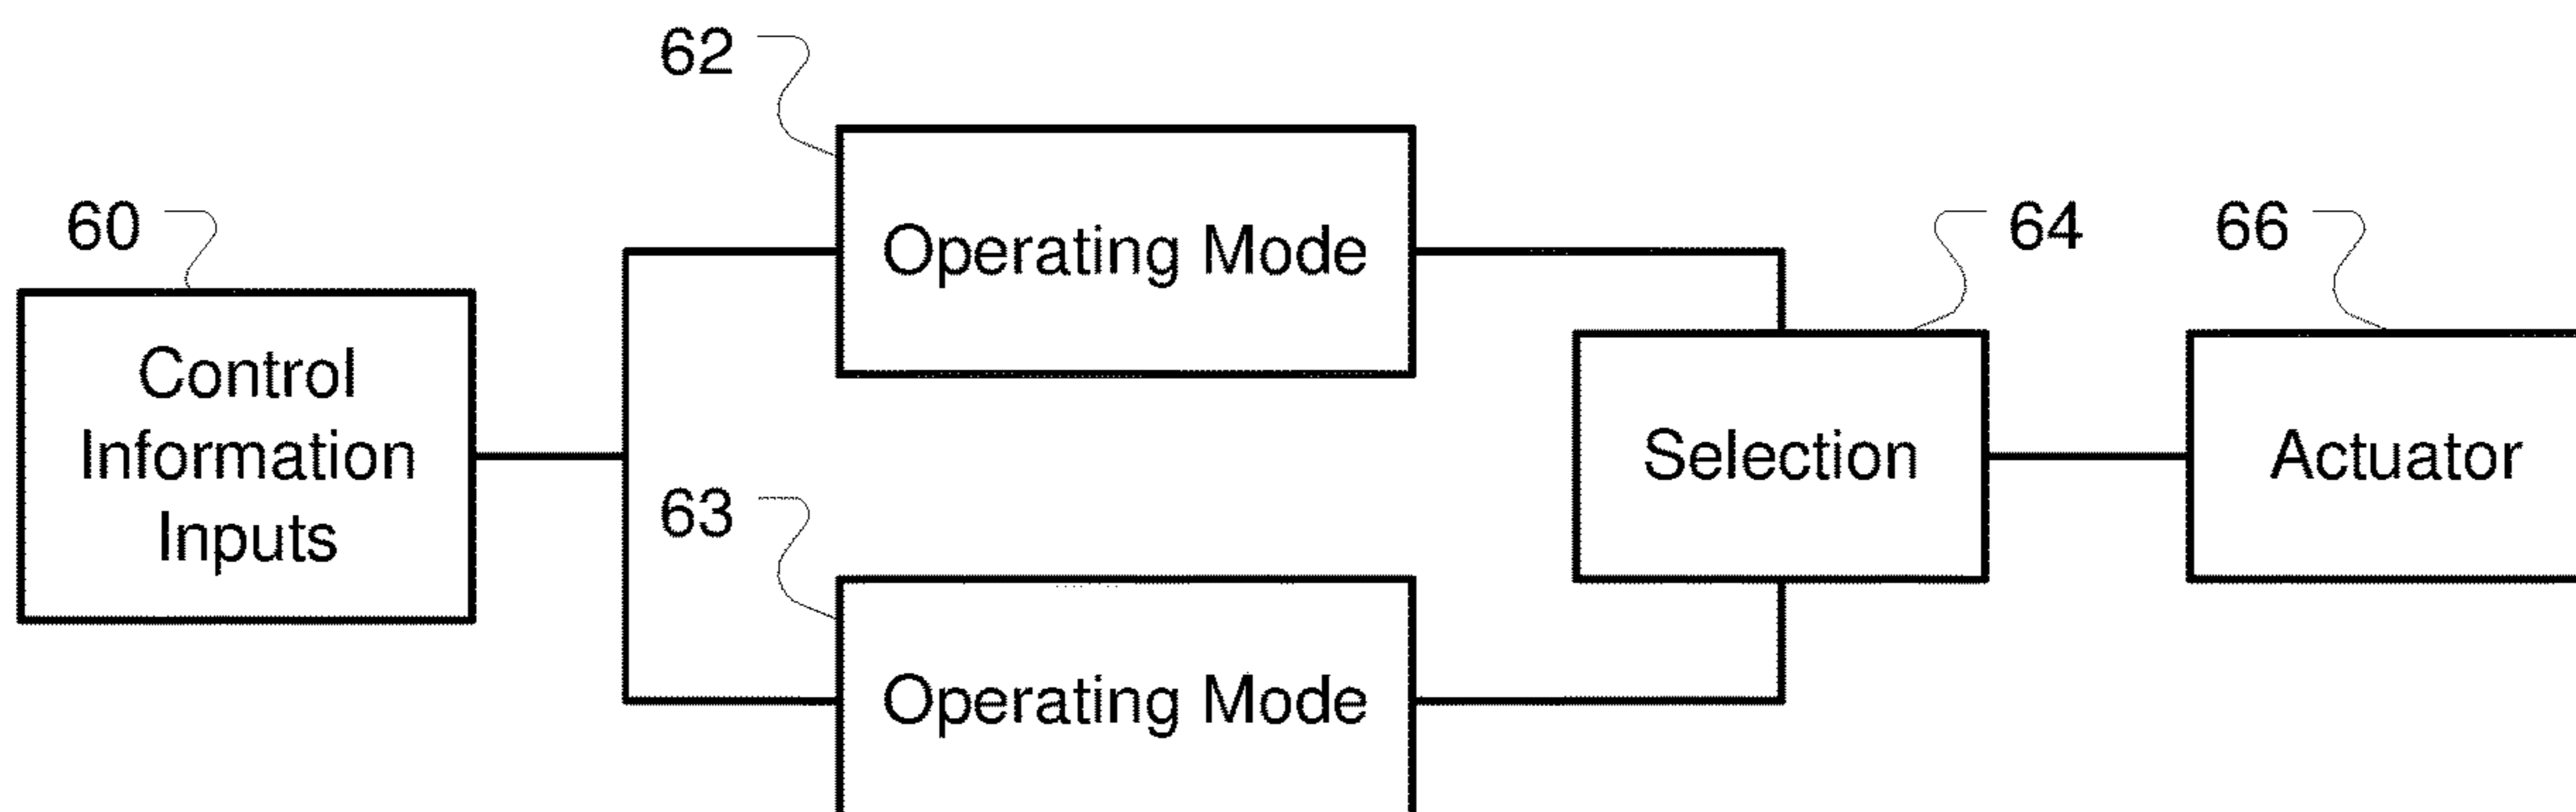 62
60
Operating Mode
64
66
Control
Information
Inputs
Selection
Actuator
63
Operating Mode